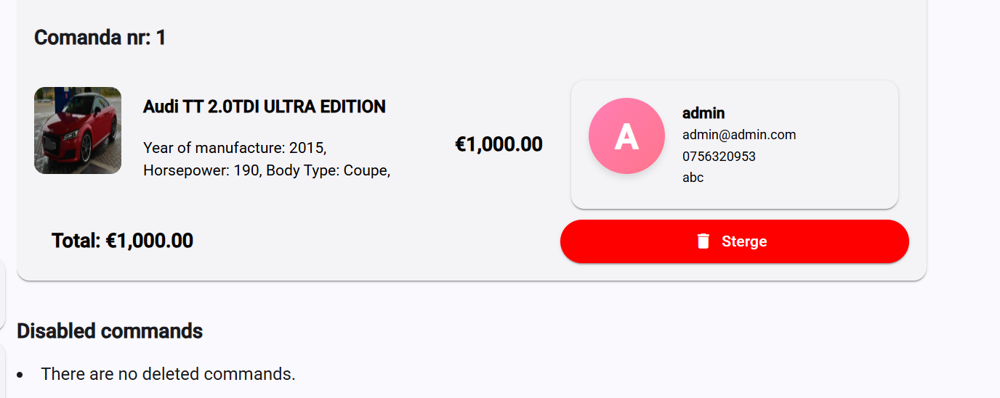 Comanda nr: 1
Audi TT 2.0TDI ULTRA EDITION
Year of manufacture: 2015,
Horsepower: 190, Body Type: Coupe,
€1,000.00
A
admin
admin@admin.com
0756320953
abc
Total: €1,000.00
Sterge
Disabled commands
• There are no deleted commands.